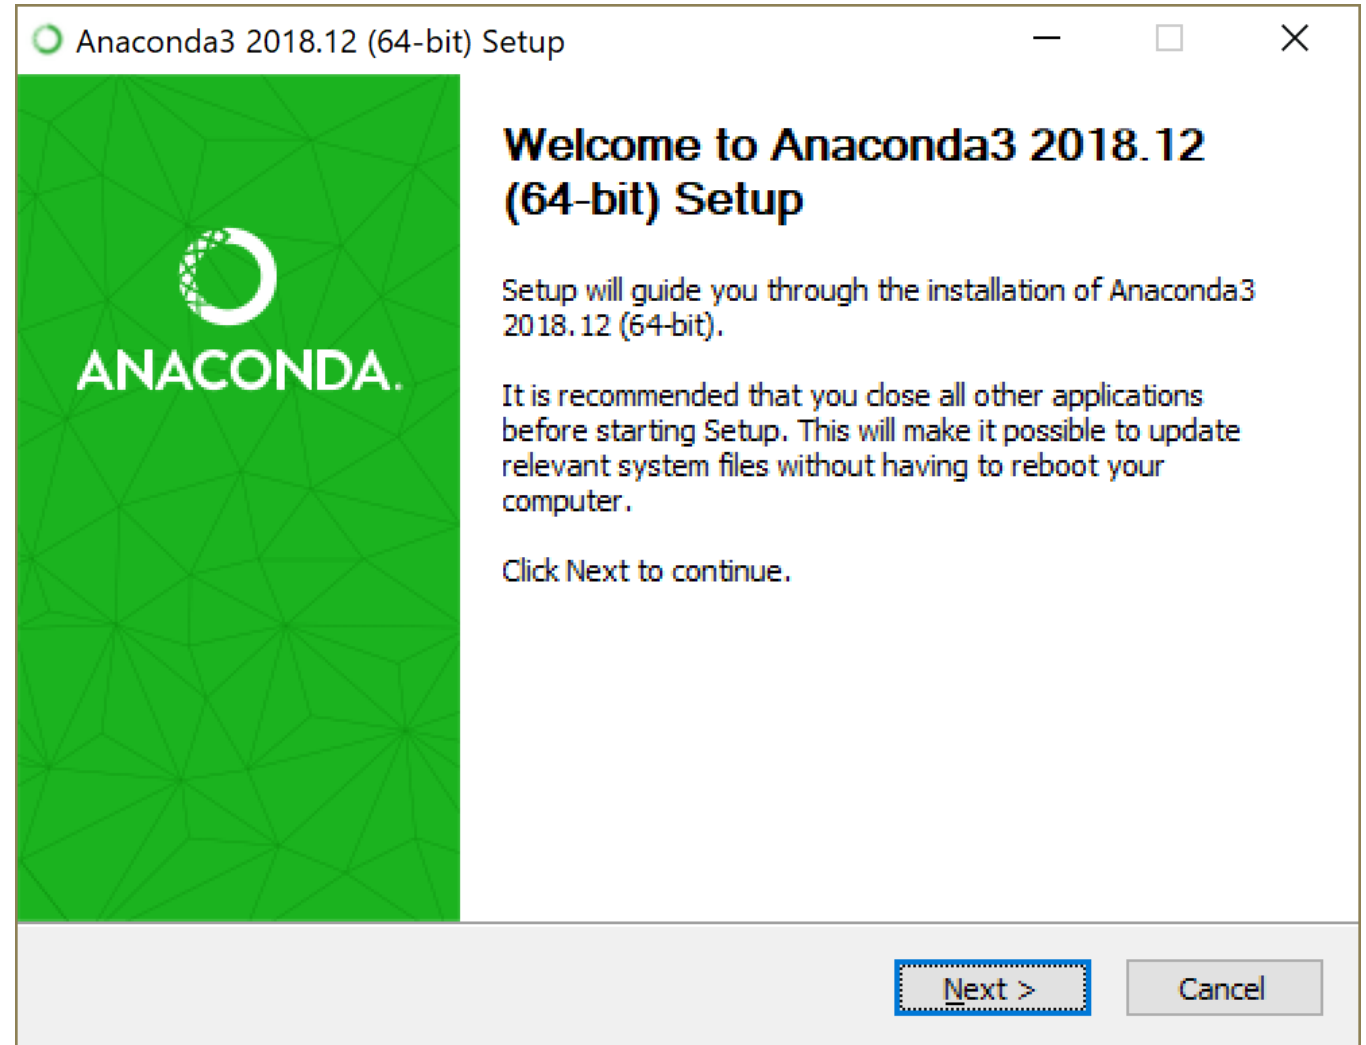 Anaconda3 2018.12 (64-bit) Setup
ANACONDA.
Welcome to Anaconda3 2018.12
(64-bit) Setup
Setup will guide you through the installation of Anaconda3
2018.12 (64-bit).
It is recommended that you close all other applications
before starting Setup. This will make it possible to update
relevant system files without having to reboot your
computer.
Click Next to continue.
Next >
Cancel